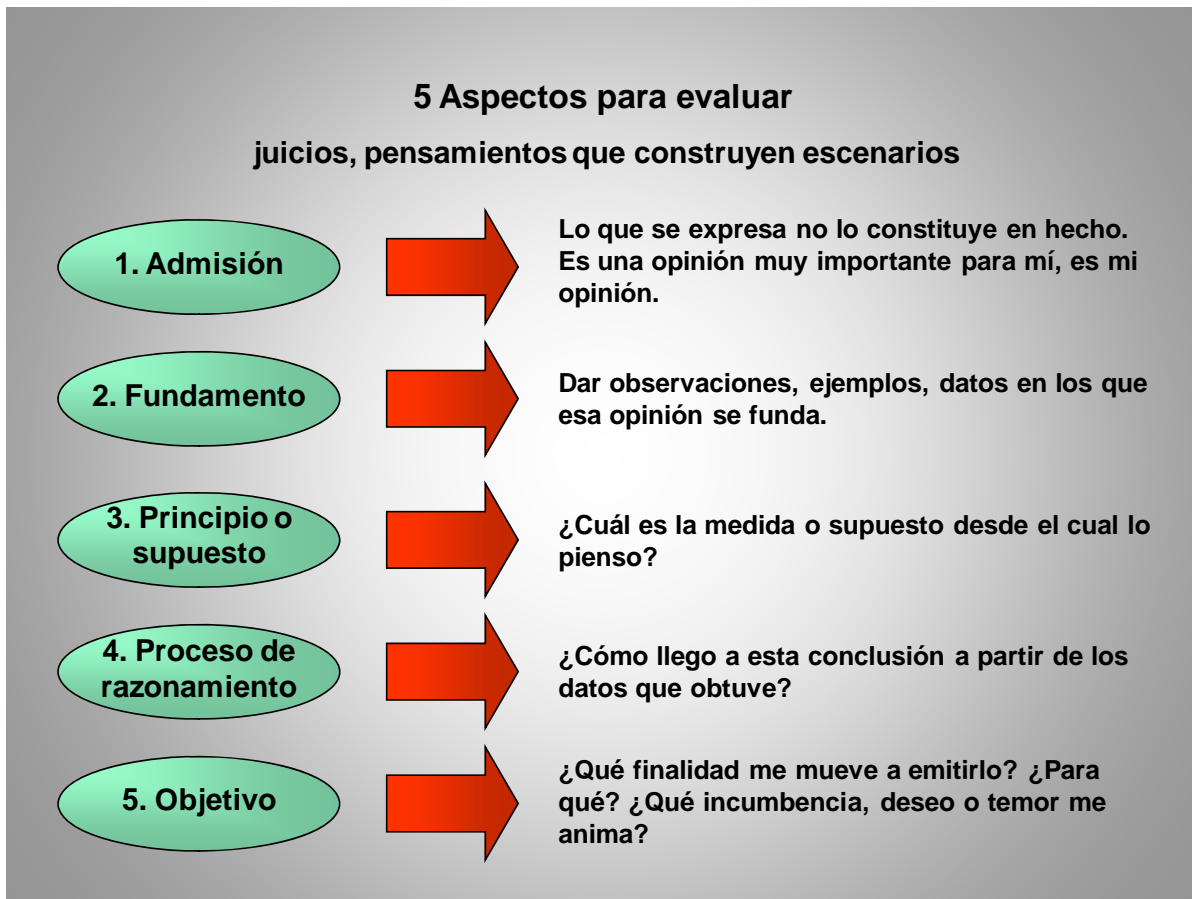 5 Aspectos para evaluar
juicios, pensamientos que construyen escenarios
1. Admisión
Lo que se expresa no lo constituye en hecho.
Es una opinión muy importante para mí, es mi
opinión.
2. Fundamento
Dar observaciones, ejemplos, datos en los que
esa opinión se funda.
3. Principio o
supuesto
¿Cuál es la medida o supuesto desde el cual lo
pienso?
4. Proceso de
razonamiento
¿Cómo llego a esta conclusión a partir de los
datos que obtuve?
5. Objetivo
¿Qué finalidad me mueve a emitirlo? ¿Para
qué? ¿Qué incumbencia, deseo o temor me
anima?